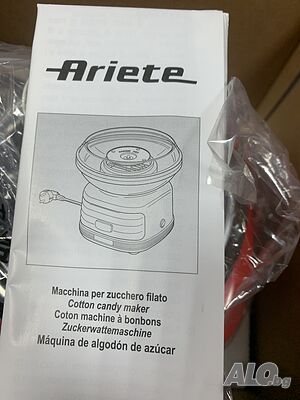 Ariete
Macchina per zucchero filato
Cotton candy maker
Coton machine à bonbons
Zuckerwattemaschine
Máquina de algodón de azúcar
ALO.bg